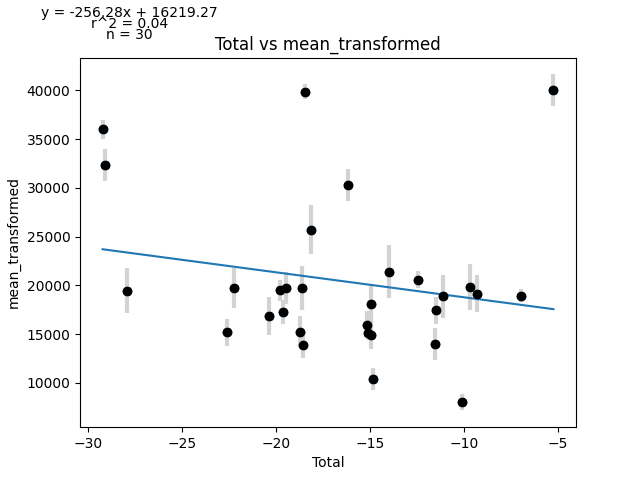 y = -256.28x + 16219.27
r^2 = 0.04
n = 30
Total vs mean_transformed
40000
35000
30000
25000
20000
15000
10000
mean_transformed
−30 −25 −20 −15 −10 −5
Total